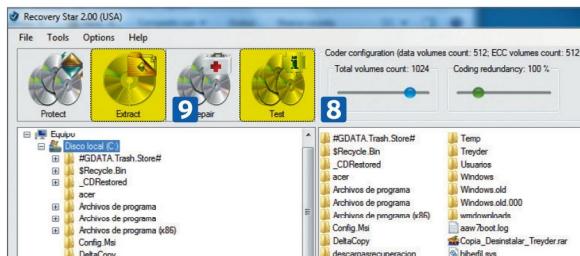 Recovery Star 2.00 (USA)
File Tools Options Help
Coder configuration (data volumes count: 512; ECC volumes count: 512
Total volumes count: 1024 Coding redundancy: 100 %
Protect Extract 9 epair Test 8
Equipo
Disco local (C:)
#GDATA.Trash.Store#
$Recycle.Bin
_CDRestored
acer
Archivos de programa
Archivos de programa
Archivos de programa (x86)
Config.Msi
DeltaCopy
#GDATA.Trash.Store#
$Recycle.Bin
_CDRestored
acer
Archivos de programa
Archivos de programa
Archivos de programa (x86)
Config.Msi
DeltaCopy
descargasrecuperacion
Temp
Treyder
Usuarios
Windows
Windows.old
Windows.old.000
wmdownloads
aaw7boot.log
Copia_Desinstalar_Treyder.rar
hiberfil.sys